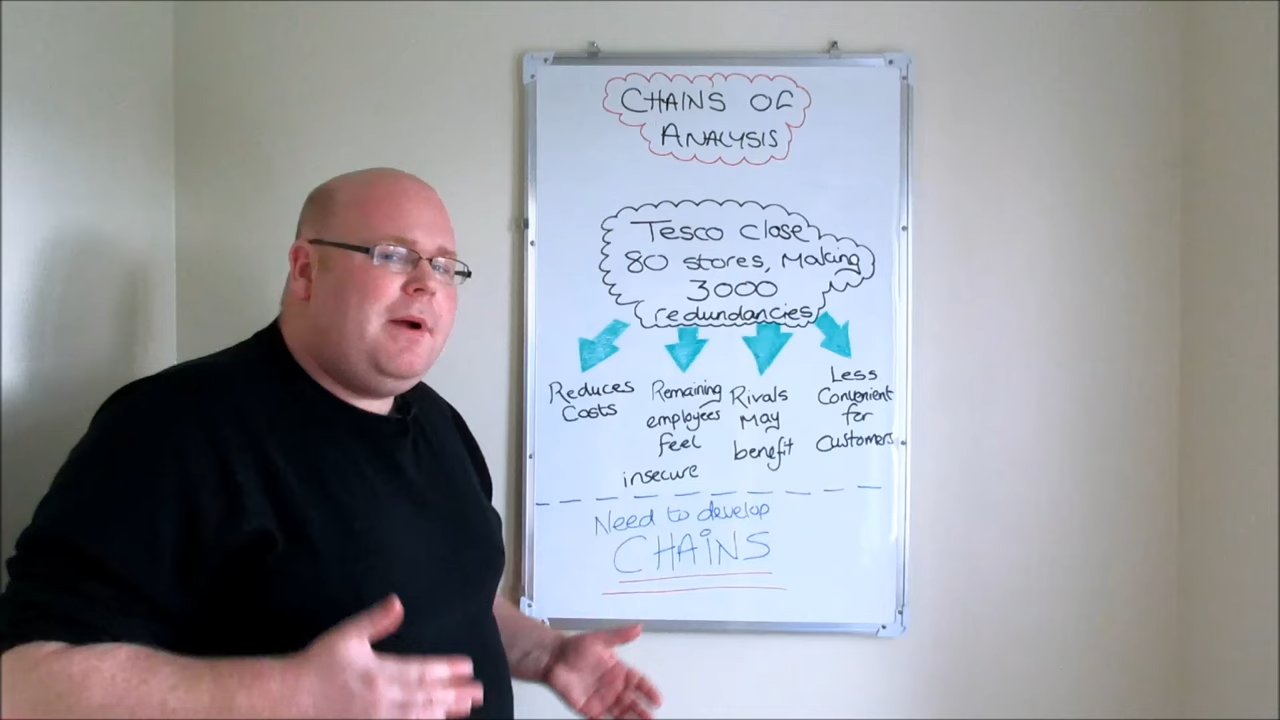 CHAINS OF
ANALYSIS
Tesco close
80 stores, Making
3000
redundancies
Reduces
Costs
Remaining
employees
feel
insecure
Rivals
May
benefit
Less
Convenient
for
Customers
Need to develop
CHAINS